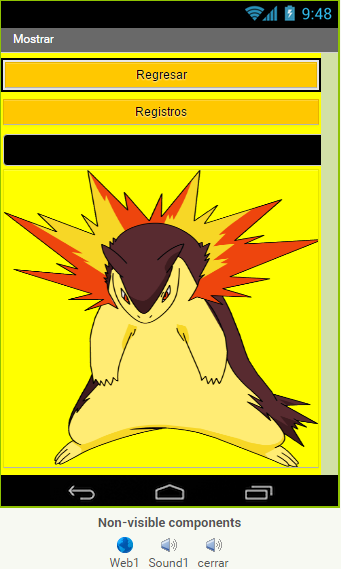 9:48
Mostrar
Regresar
Registros
Non-visible components
Web1 Sound1 cerrar